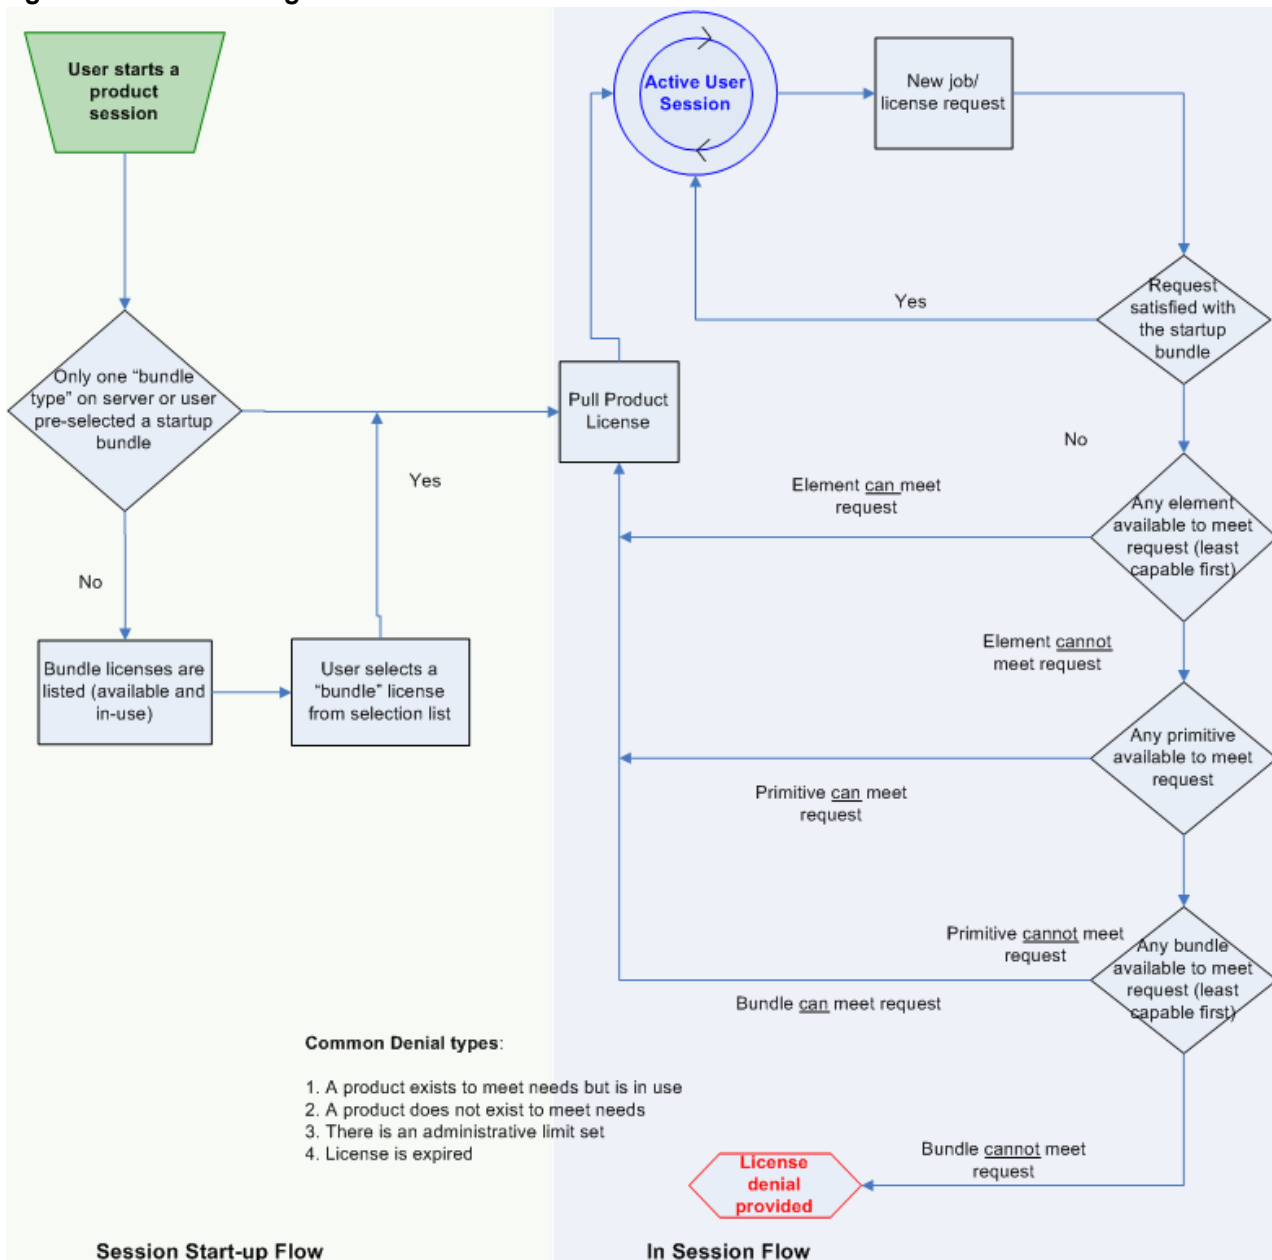 User starts a
product
session
Active User
Session
New job/
license request
Request
satisfied with
the startup
bundle
Yes
Only one “bundle
type” on server or user
pre-selected a startup
bundle
Pull Product
License
No
Yes
Element can meet
request
Any element
available to meet
request (least
capable first)
No
Element cannot
meet request
Bundle licenses are
listed (available and
in-use)
User selects a
“bundle” license
from selection list
Any primitive
available to meet
request
Primitive can meet
request
Primitive cannot meet
request
Any bundle
available to meet
request (least
capable first)
Bundle can meet request
Common Denial types:
1. A product exists to meet needs but is in use
2. A product does not exist to meet needs
3. There is an administrative limit set
4. License is expired
Bundle cannot meet
request
License
denial
provided
Session Start-up Flow
In Session Flow